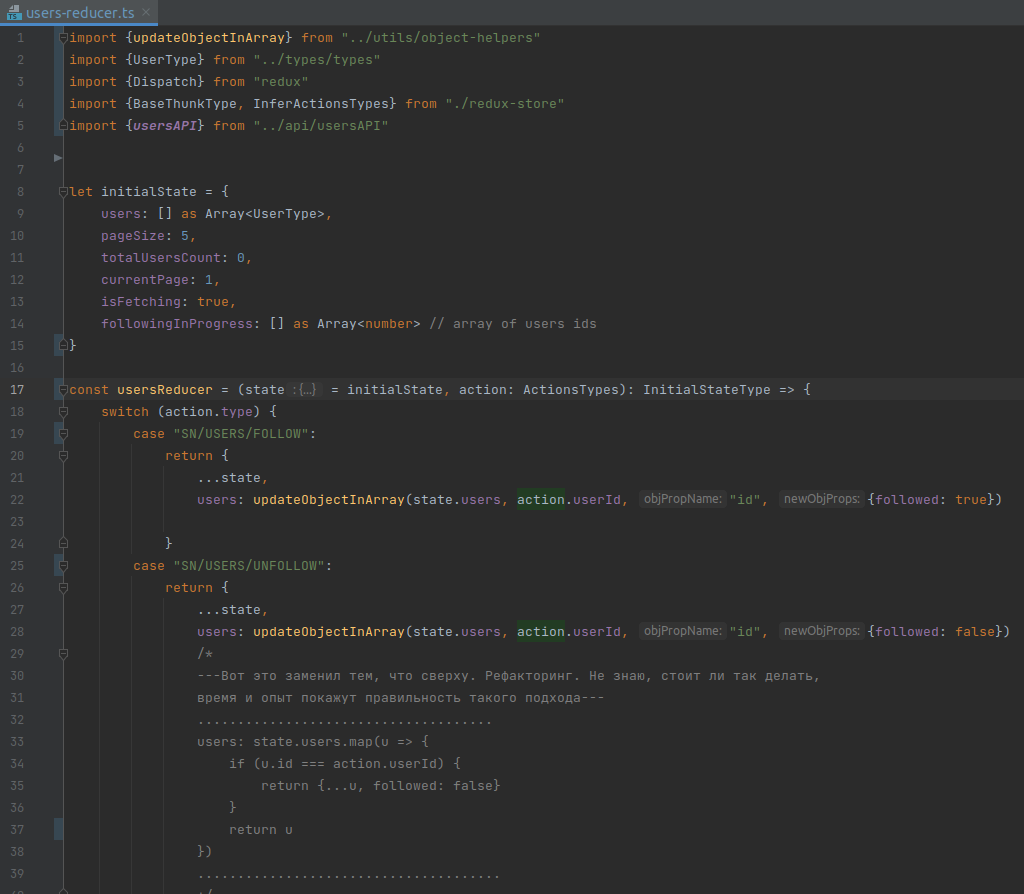 users-reducer.ts
1 import {updateObjectInArray} from "../utils/object-helpers"
2 import {UserType} from "../types/types"
3 import {Dispatch} from "redux"
4 import {BaseThunkType, InferActionsTypes} from "./redux-store"
5 import {usersAPI} from "../api/usersAPI"
6
7
8 let initialState = {
9     users: [] as Array<UserType>,
10     pageSize: 5,
11     totalUsersCount: 0,
12     currentPage: 1,
13     isFetching: true,
14     followingInProgress: [] as Array<number> // array of users ids
15 }
16
17 const usersReducer = (state : {...} = initialState, action: ActionsTypes): InitialStateType => {
18     switch (action.type) {
19         case "SN/USERS/FOLLOW":
20             return {
21                 ...state,
22                 users: updateObjectInArray(state.users, action.userId, objPropName: "id", newObjProps: {followed: true})
23
24             }
25         case "SN/USERS/UNFOLLOW":
26             return {
27                 ...state,
28                 users: updateObjectInArray(state.users, action.userId, objPropName: "id", newObjProps: {followed: false})
29                 /*
30                 ---Вот это заменил тем, что сверху. Рефакторинг. Не знаю, стоит ли так делать,
31                 время и опыт покажут правильность такого подхода---
32                 .....................................
33                 users: state.users.map(u => {
34                     if (u.id === action.userId) {
35                         return {...u, followed: false}
36                     }
37                     return u
38                 })
39                 ......................................